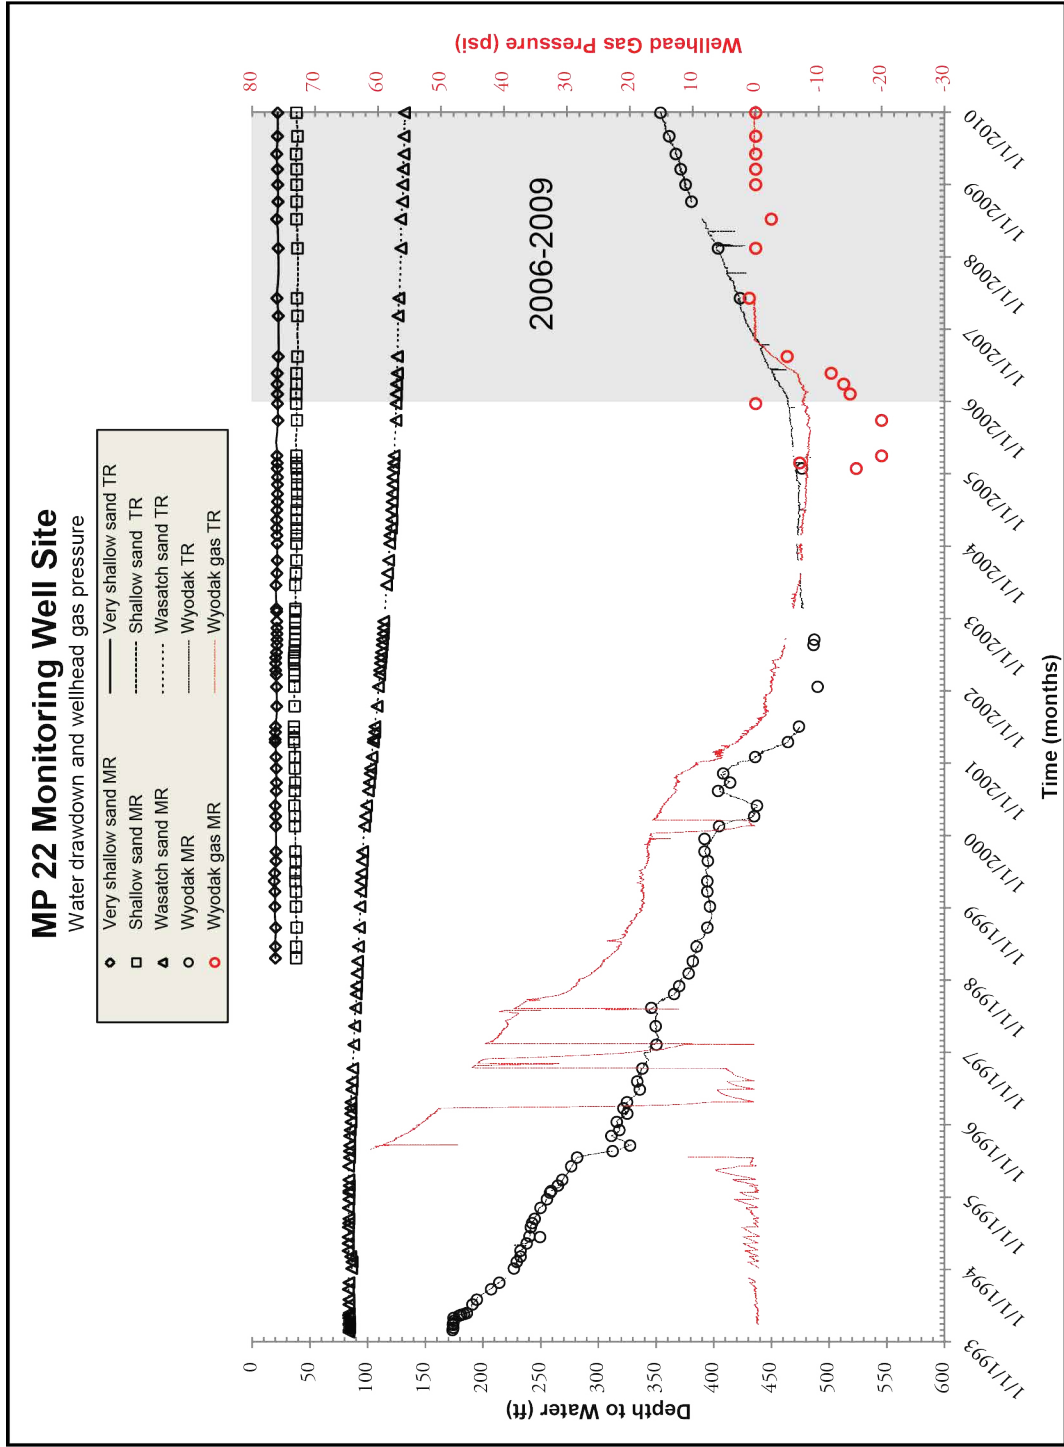 MP 22 Monitoring Well Site
Water drawdown and wellhead gas pressure
Very shallow sand MR
Very shallow sand TR
Shallow sand MR
Shallow sand  TR
Wasatch sand MR
Wasatch sand TR
Wyodak MR
Wyodak TR
Wyodak gas MR
Wyodak gas TR
Depth to Water (ft)
0
50
100
150
200
250
300
350
400
450
500
550
600
Wellhead Gas Pressure (psi)
80
70
60
50
40
30
20
10
0
-10
-20
-30
2006-2009
1/1/1993
1/1/1994
1/1/1995
1/1/1996
1/1/1997
1/1/1998
1/1/1999
1/1/2000
1/1/2001
1/1/2002
1/1/2003
1/1/2004
1/1/2005
1/1/2006
1/1/2007
1/1/2008
1/1/2009
1/1/2010
Time (months)